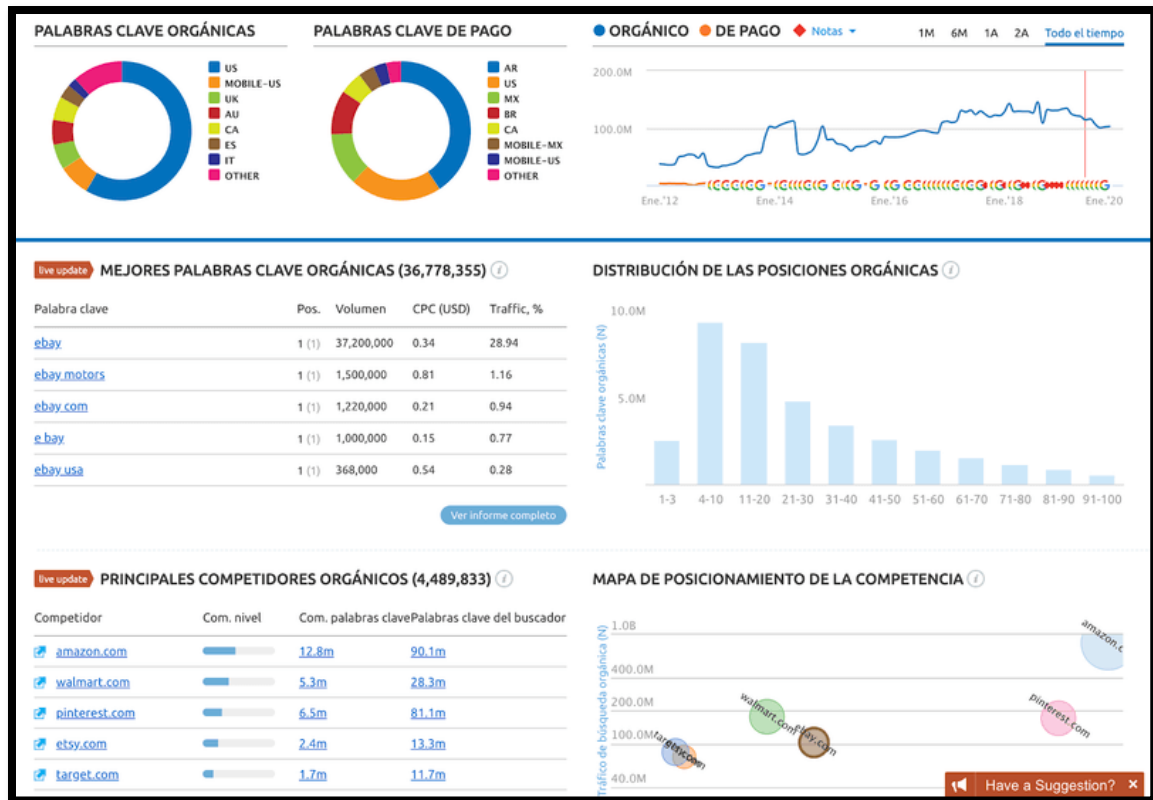 PALABRAS CLAVE ORGÁNICAS
US
MOBILE-US
UK
AU
CA
ES
IT
OTHER
PALABRAS CLAVE DE PAGO
AR
US
MX
BR
CA
MOBILE-MX
MOBILE-US
OTHER
ORGÁNICO DE PAGO Notas 1M 6M 1A 2A Todo el tiempo
200.0M
100.0M
Ene.'12 Ene.'14 Ene.'16 Ene.'18 Ene.'20
live update MEJORES PALABRAS CLAVE ORGÁNICAS (36,778,355) i
Palabra clave Pos. Volumen CPC (USD) Traffic, %
ebay 1 (1) 37,200,000 0.34 28.94
ebay motors 1 (1) 1,500,000 0.81 1.16
ebay com 1 (1) 1,220,000 0.21 0.94
e bay 1 (1) 1,000,000 0.15 0.77
ebay usa 1 (1) 368,000 0.54 0.28
Ver informe completo
DISTRIBUCIÓN DE LAS POSICIONES ORGÁNICAS i
Palabras clave orgánicas (N)
10.0M
5.0M
1-3 4-10 11-20 21-30 31-40 41-50 51-60 61-70 71-80 81-90 91-100
live update PRINCIPALES COMPETIDORES ORGÁNICOS (4,489,833) i
Competidor Com. nivel Com. palabras clave Palabras clave del buscador
amazon.com 12.8m 90.1m
walmart.com 5.3m 28.3m
pinterest.com 6.5m 81.1m
etsy.com 2.4m 13.3m
target.com 1.7m 11.7m
MAPA DE POSICIONAMIENTO DE LA COMPETENCIA i
Tráfico de búsqueda orgánica (N)
1.0B
400.0M
200.0M
100.0M
40.0M
amazon.c
walmart.com
pinterest.com
ebay.com
Have a Suggestion? ×